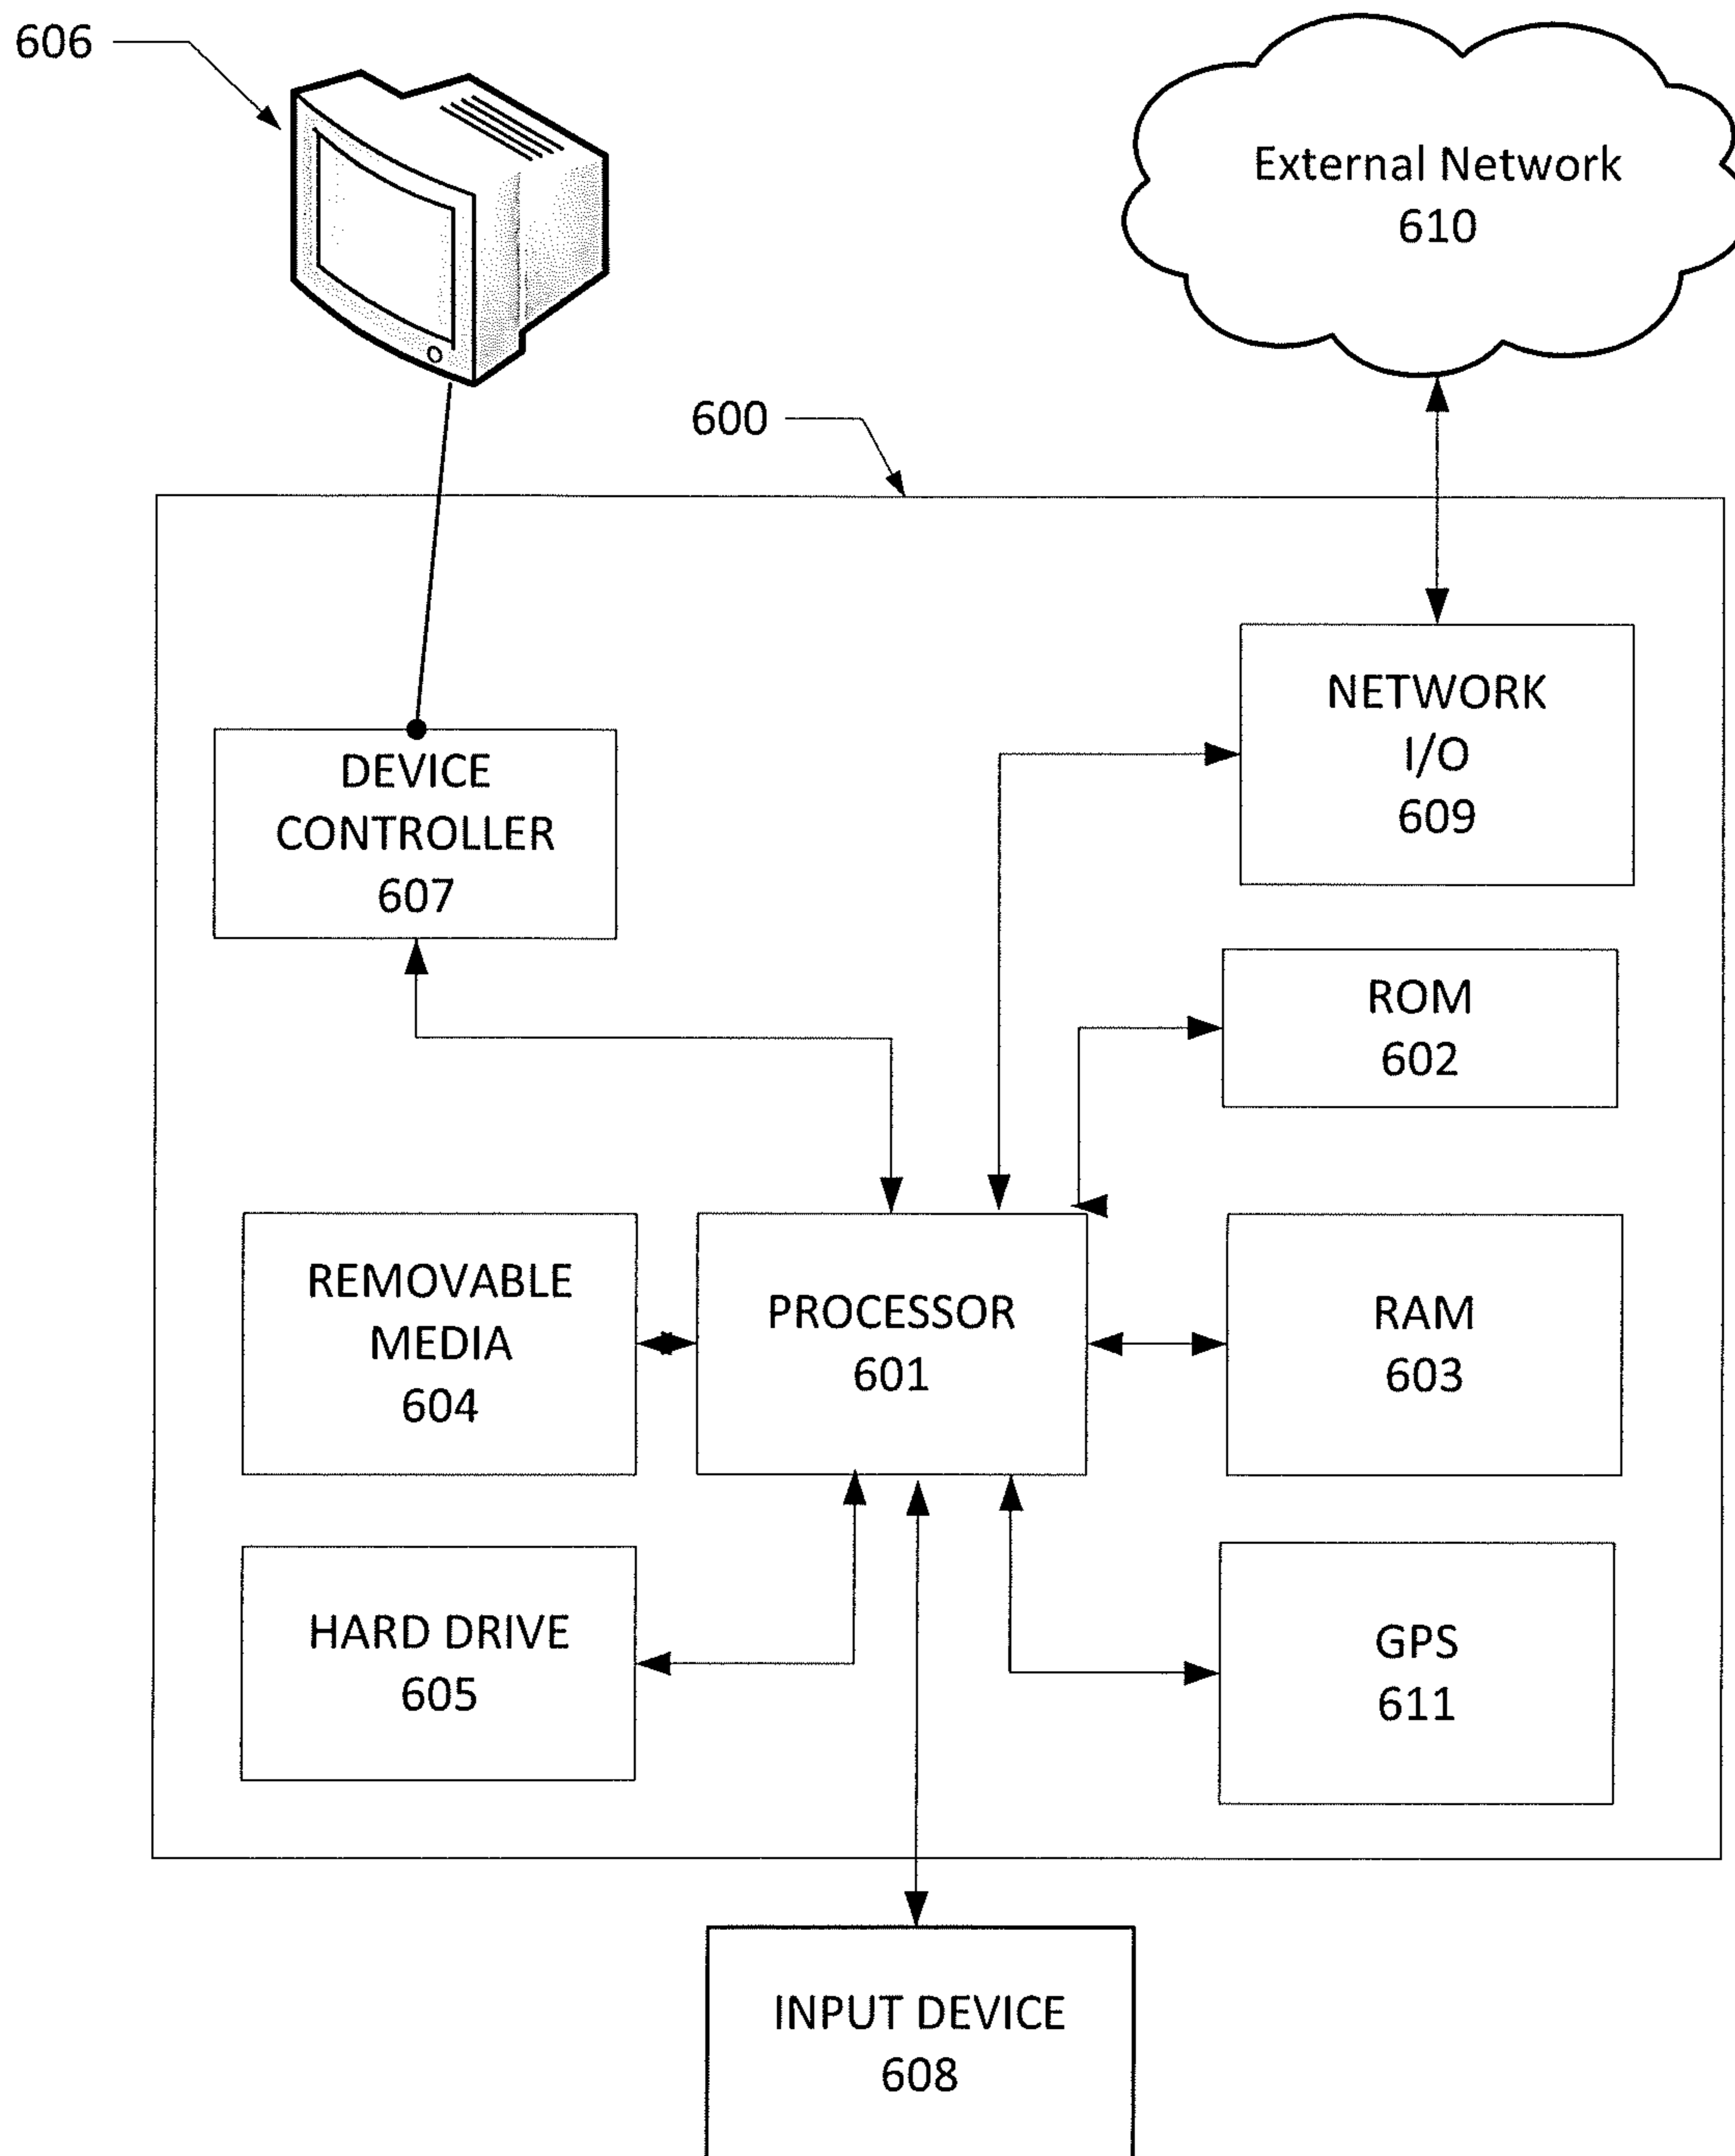 606
External Network
610
600
NETWORK
I/O
609
DEVICE
CONTROLLER
607
ROM
602
REMOVABLE
MEDIA
604
PROCESSOR
601
RAM
603
HARD DRIVE
605
GPS
611
INPUT DEVICE
608